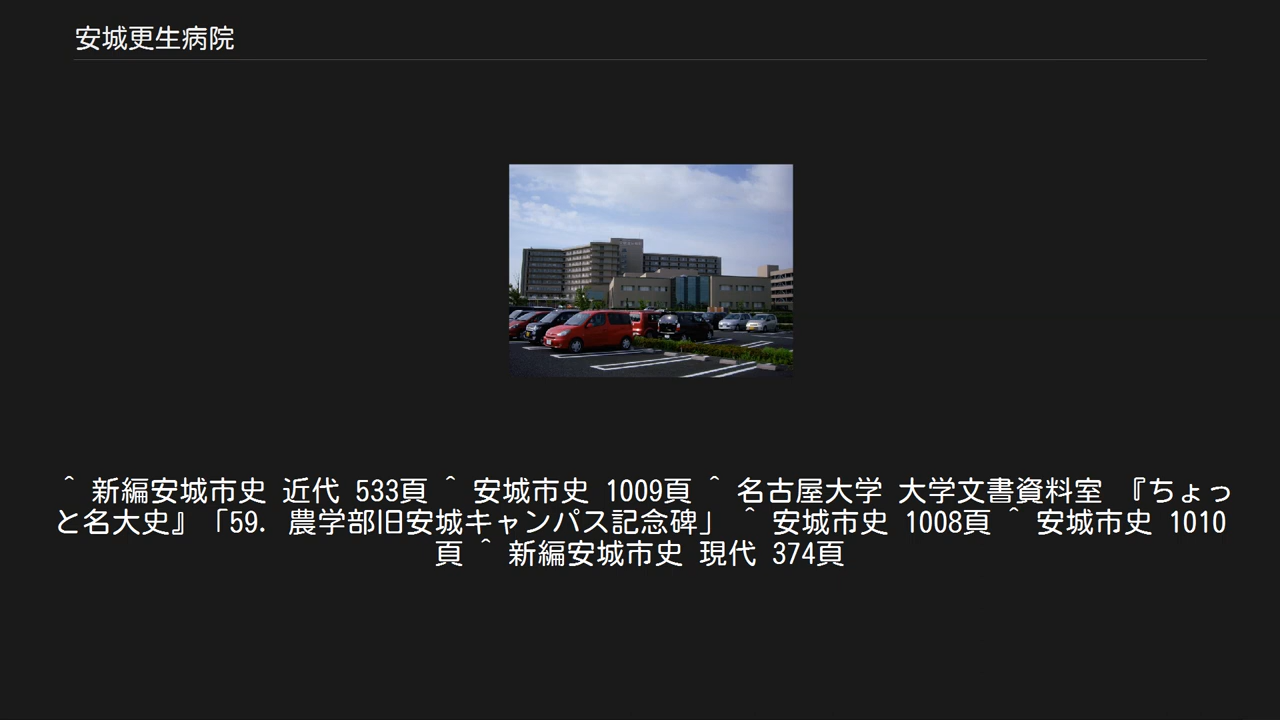 安城更生病院
^ 新編安城市史 近代 533頁 ^ 安城市史 1009頁 ^ 名古屋大学 大学文書資料室 『ちょっ
と名大史』「59. 農学部旧安城キャンパス記念碑」 ^ 安城市史 1008頁 ^ 安城市史 1010
頁 ^ 新編安城市史 現代 374頁